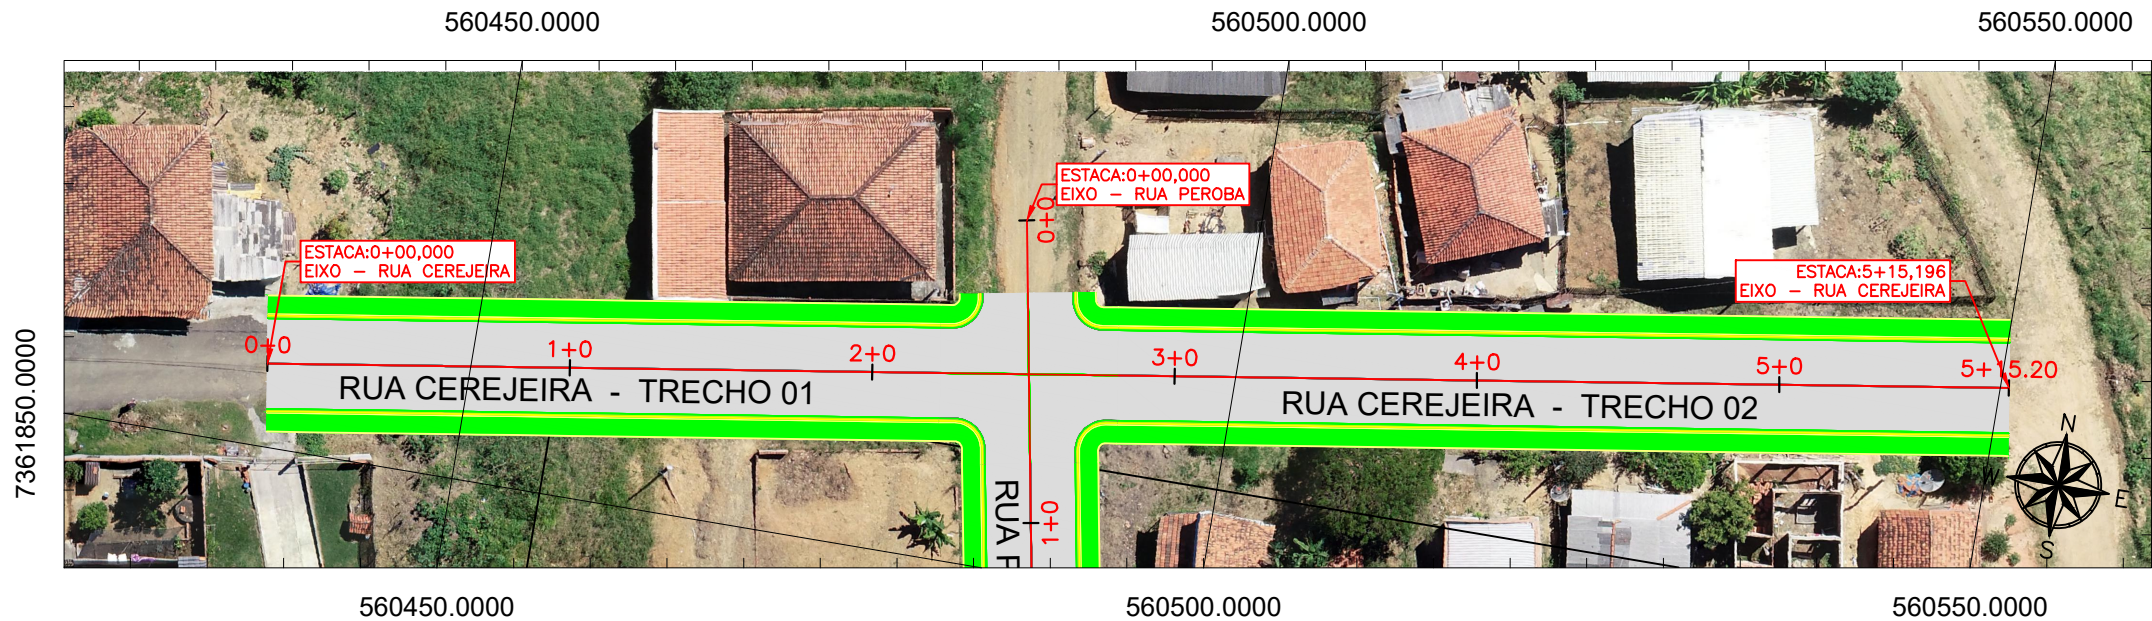 560450.0000
560500.0000
560550.0000
ESTACA:0+00,000
EIXO - RUA PEROBA
0+0
ESTACA:0+00,000
EIXO - RUA CEREJEIRA
ESTACA:5+15,196
EIXO - RUA CEREJEIRA
0+0
1+0
2+0
3+0
4+0
5+0
5+15.20
RUA CEREJEIRA - TRECHO 01
RUA CEREJEIRA - TRECHO 02
7361850.0000
RUA P
1+0
N
W
E
S
560450.0000
560500.0000
560550.0000